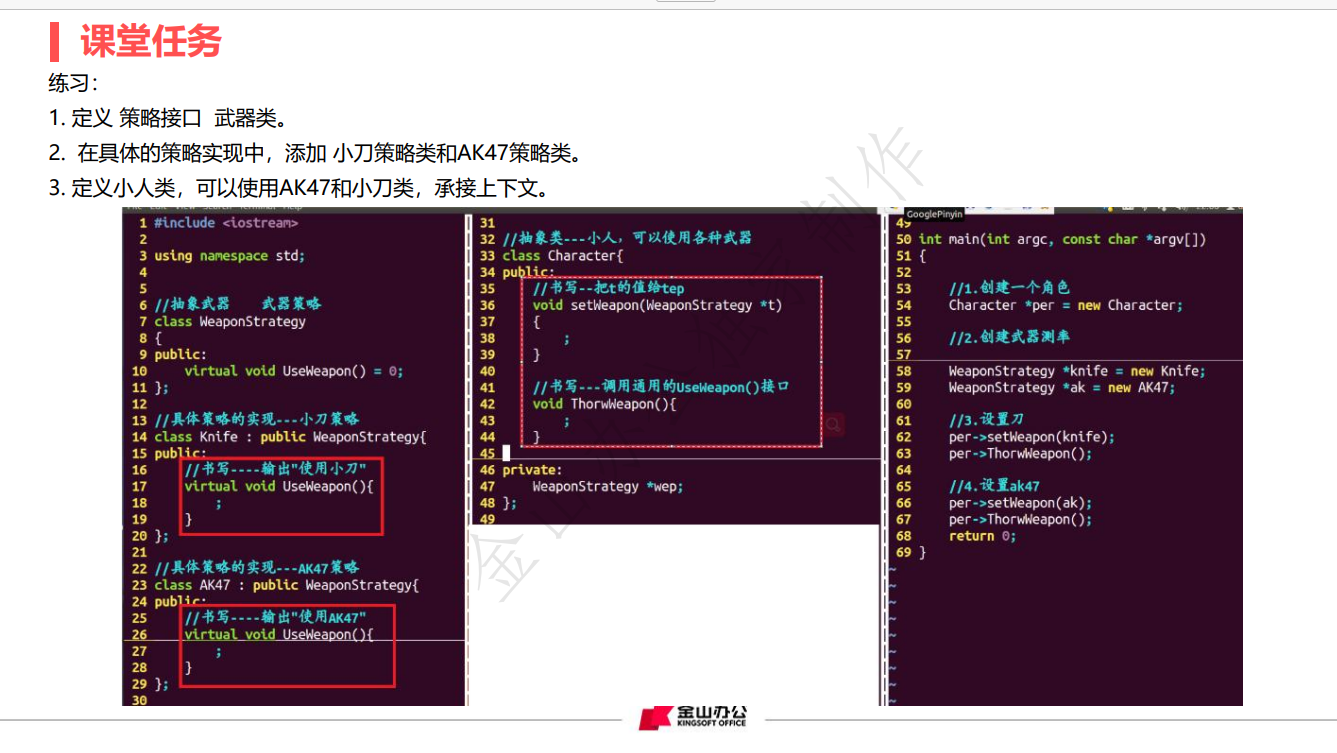 课堂任务
练习：
1. 定义 策略接口 武器类。
2. 在具体的策略实现中，添加 小刀策略类和AK47策略类。
3. 定义小人类，可以使用AK47和小刀类，承接上下文。
1 #include <iostream>
2
3 using namespace std;
4
5
6 //抽象武器 武器策略
7 class WeaponStrategy
8 {
9 public:
10 virtual void UseWeapon() = 0;
11 };
12
13 //具体策略的实现---小刀策略
14 class Knife : public WeaponStrategy{
15 public:
16 //书写----输出"使用小刀"
17 virtual void UseWeapon(){
18 ;
19 }
20 };
21
22 //具体策略的实现---AK47策略
23 class AK47 : public WeaponStrategy{
24 public:
25 //书写----输出"使用AK47"
26 virtual void UseWeapon(){
27 ;
28 }
29 };
30
31
32 //抽象类---小人，可以使用各种武器
33 class Character{
34 public:
35 //书写--把t的值给tep
36 void setWeapon(WeaponStrategy *t)
37 {
38 ;
39 }
40
41 //书写---调用通用的UseWeapon()接口
42 void ThorwWeapon(){
43 ;
44 }
45
46 private:
47 WeaponStrategy *wep;
48 };
49
GooglePinyin
49
50 int main(int argc, const char *argv[])
51 {
52
53 //1.创建一个角色
54 Character *per = new Character;
55
56 //2.创建武器测率
57
58 WeaponStrategy *knife = new Knife;
59 WeaponStrategy *ak = new AK47;
60
61 //3.设置刀
62 per->setWeapon(knife);
63 per->ThorwWeapon();
64
65 //4.设置ak47
66 per->setWeapon(ak);
67 per->ThorwWeapon();
68 return 0;
69 }
~
~
~
~
~
~
~
~
~
金山办公
KINGSOFT OFFICE